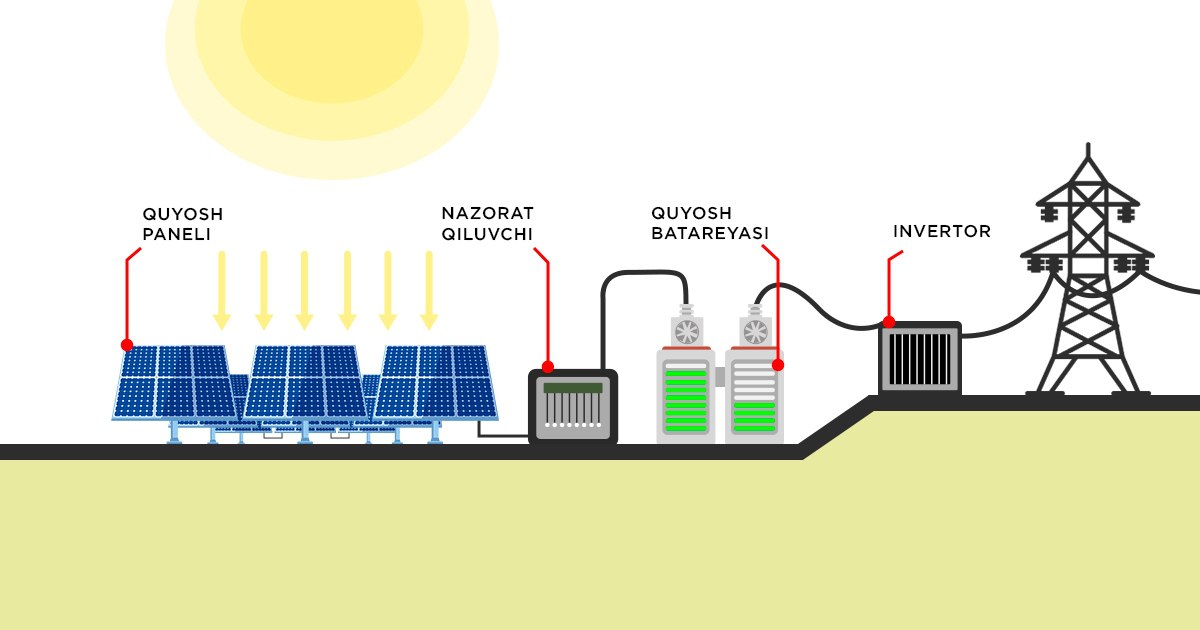 QUYOSH
PANELI
NAZORAT
QILUVCHI
QUYOSH
BATAREYASI
INVERTOR